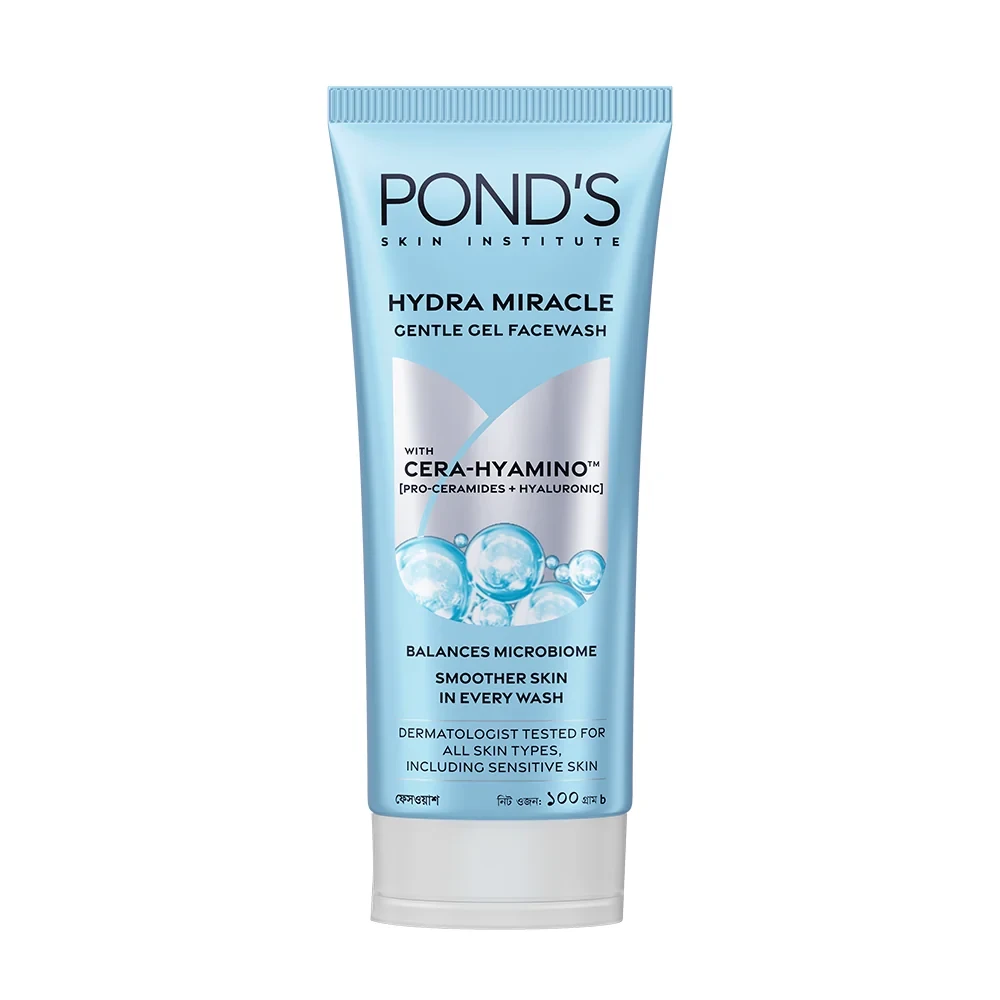 POND'S
SKIN INSTITUTE
HYDRA MIRACLE
GENTLE GEL FACEWASH
WITH
CERA-HYAMINO™
[PRO-CERAMIDES + HYALURONIC]
BALANCES MICROBIOME
SMOOTHER SKIN
IN EVERY WASH
DERMATOLOGIST TESTED FOR
ALL SKIN TYPES,
INCLUDING SENSITIVE SKIN
ফেসওয়াশ নিট ওজন: ১০০ গ্রাম b